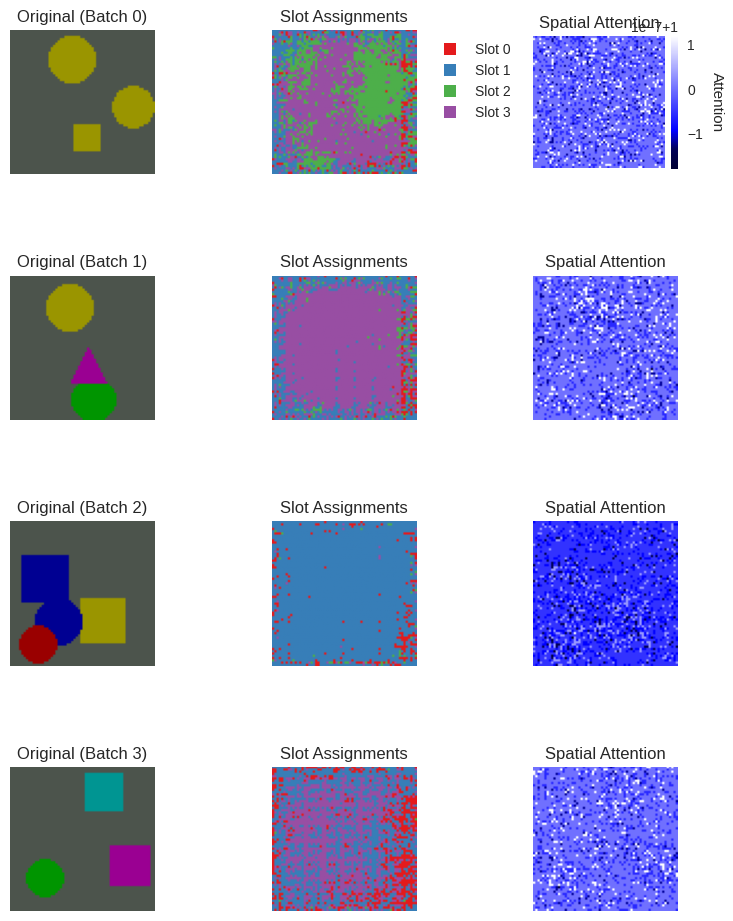 Original (Batch 0)
Slot Assignments
Slot 0
Slot 1
Slot 2
Slot 3
Spatial Attention
1e−7+1
1
0
−1
Attention
Original (Batch 1)
Slot Assignments
Spatial Attention
Original (Batch 2)
Slot Assignments
Spatial Attention
Original (Batch 3)
Slot Assignments
Spatial Attention